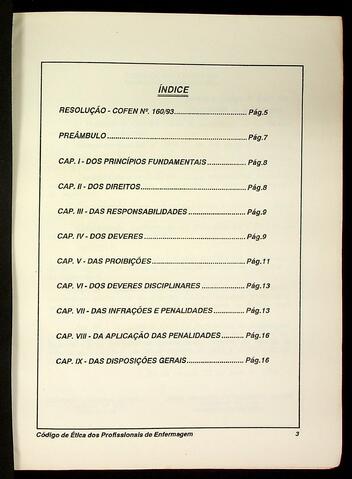 ÍNDICE
RESOLUÇÃO - COFEN Nº. 160/93.............................Pág.5
PREÂMBULO.......................................................Pág.7
CAP. I - DOS PRINCÍPIOS FUNDAMENTAIS.............Pág.8
CAP. II - DOS DIREITOS.........................................Pág.8
CAP. III - DAS RESPONSABILIDADES.....................Pág.9
CAP. IV - DOS DEVERES........................................Pág.9
CAP. V - DAS PROIBIÇÕES.....................................Pág.11
CAP. VI - DOS DEVERES DISCIPLINARES................Pág.13
CAP. VII - DAS INFRAÇÕES E PENALIDADES...........Pág.13
CAP. VIII - DA APLICAÇÃO DAS PENALIDADES.........Pág.16
CAP. IX - DAS DISPOSIÇÕES GERAIS.....................Pág.16
Código de Ética dos Profissionais de Enfermagem 3